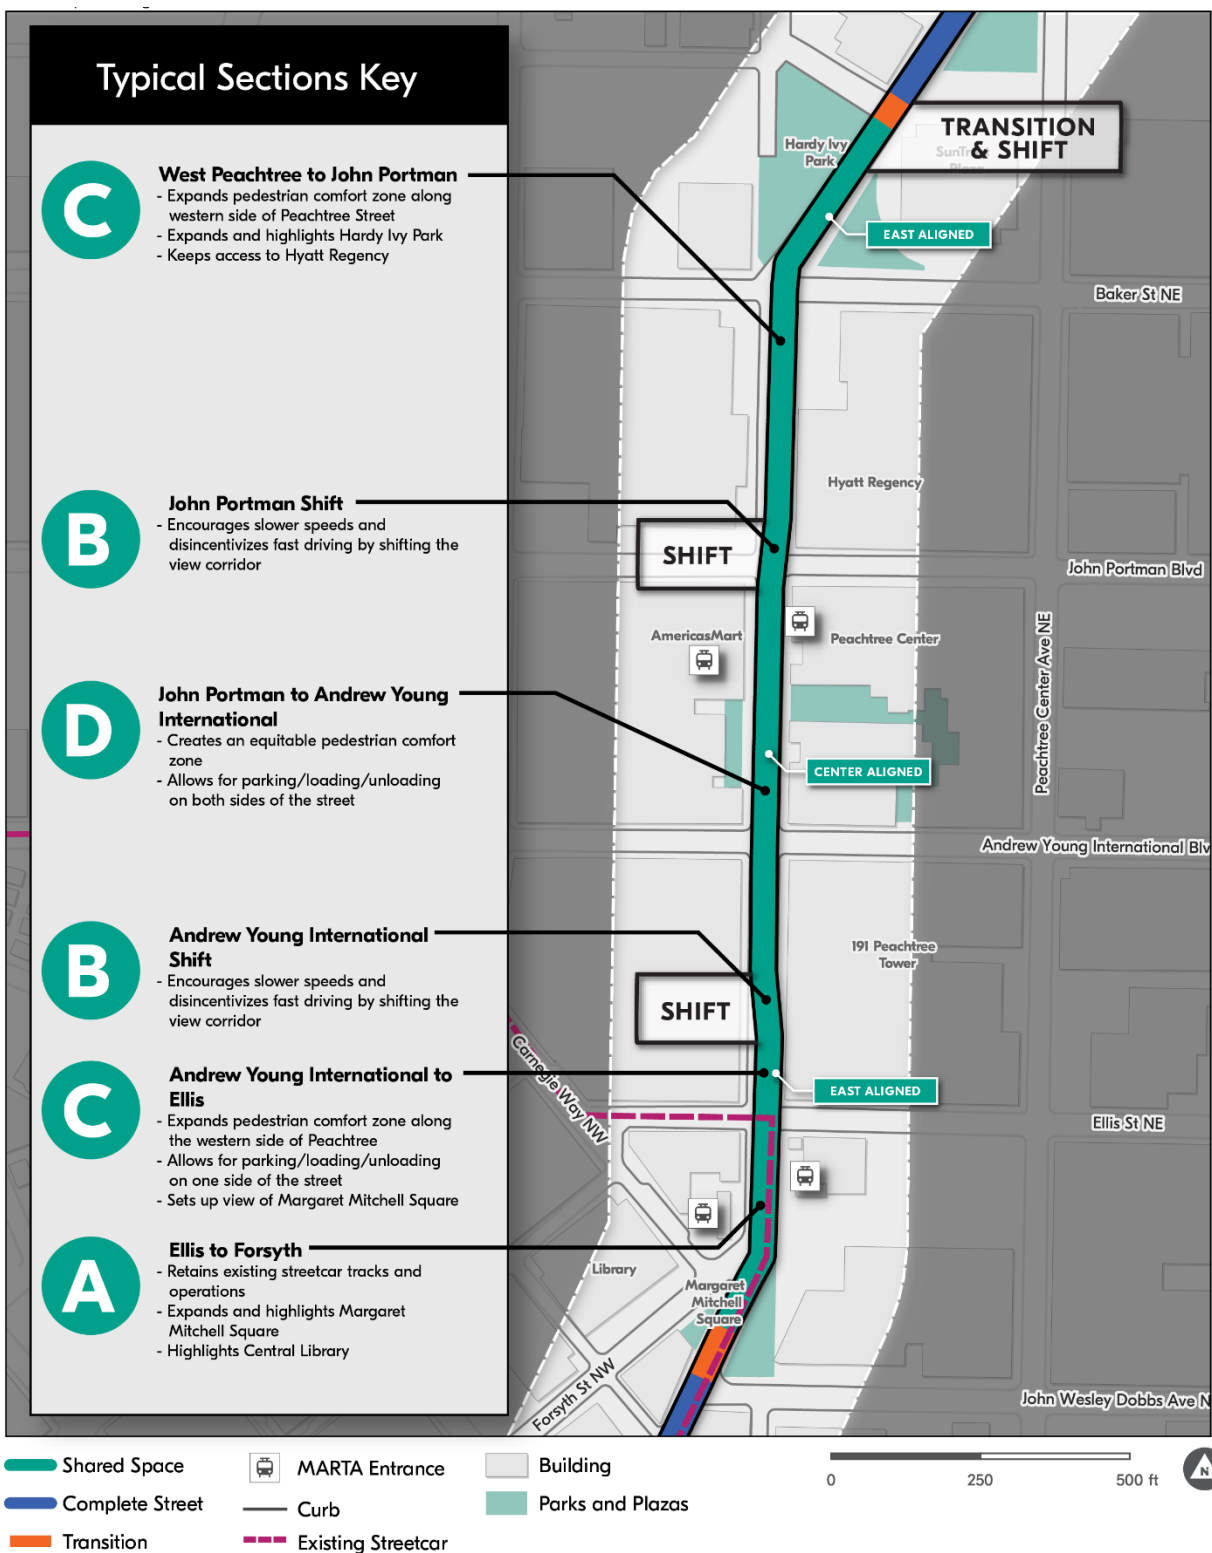 Typical Sections Key
C
West Peachtree to John Portman
- Expands pedestrian comfort zone along
western side of Peachtree Street
- Expands and highlights Hardy Ivy Park
- Keeps access to Hyatt Regency
B
John Portman Shift
- Encourages slower speeds and
disincentivizes fast driving by shifting the
view corridor
D
John Portman to Andrew Young
International
- Creates an equitable pedestrian comfort
zone
- Allows for parking/loading/unloading
on both sides of the street
B
Andrew Young International
Shift
- Encourages slower speeds and
disincentivizes fast driving by shifting the
view corridor
C
Andrew Young International to
Ellis
- Expands pedestrian comfort zone along
the western side of Peachtree
- Allows for parking/loading/unloading
on one side of the street
- Sets up view of Margaret Mitchell Square
A
Ellis to Forsyth
- Retains existing streetcar tracks and
operations
- Expands and highlights Margaret
Mitchell Square
- Highlights Central Library
TRANSITION
& SHIFT
Hardy Ivy
Park
EAST ALIGNED
Baker St NE
Hyatt Regency
SHIFT
John Portman Blvd
AmericasMart
Peachtree Center
Peachtree Center Ave NE
CENTER ALIGNED
Andrew Young International Blv
191 Peachtree
Tower
SHIFT
Carnegie Way NW
EAST ALIGNED
Ellis St NE
Library
Margaret
Mitchell
Square
Forsyth St NW
John Wesley Dobbs Ave N
Shared Space
Complete Street
Transition
MARTA Entrance
Curb
Existing Streetcar
Building
Parks and Plazas
0 250 500 ft
N